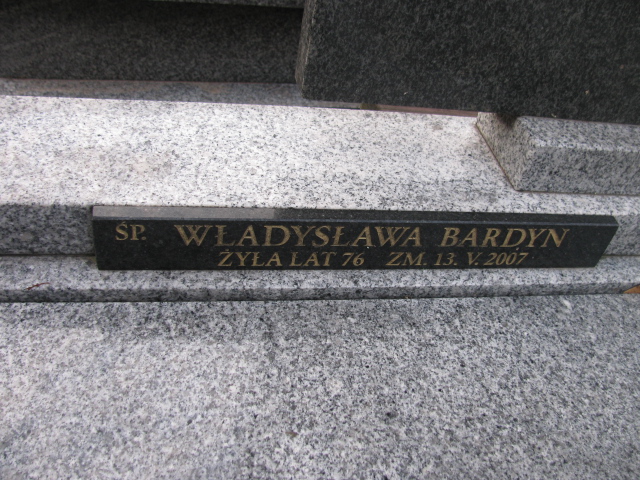 ŚP. WŁADYSŁAWA BARDYN
ŻYŁA LAT 76 ZM. 13. V. 2007